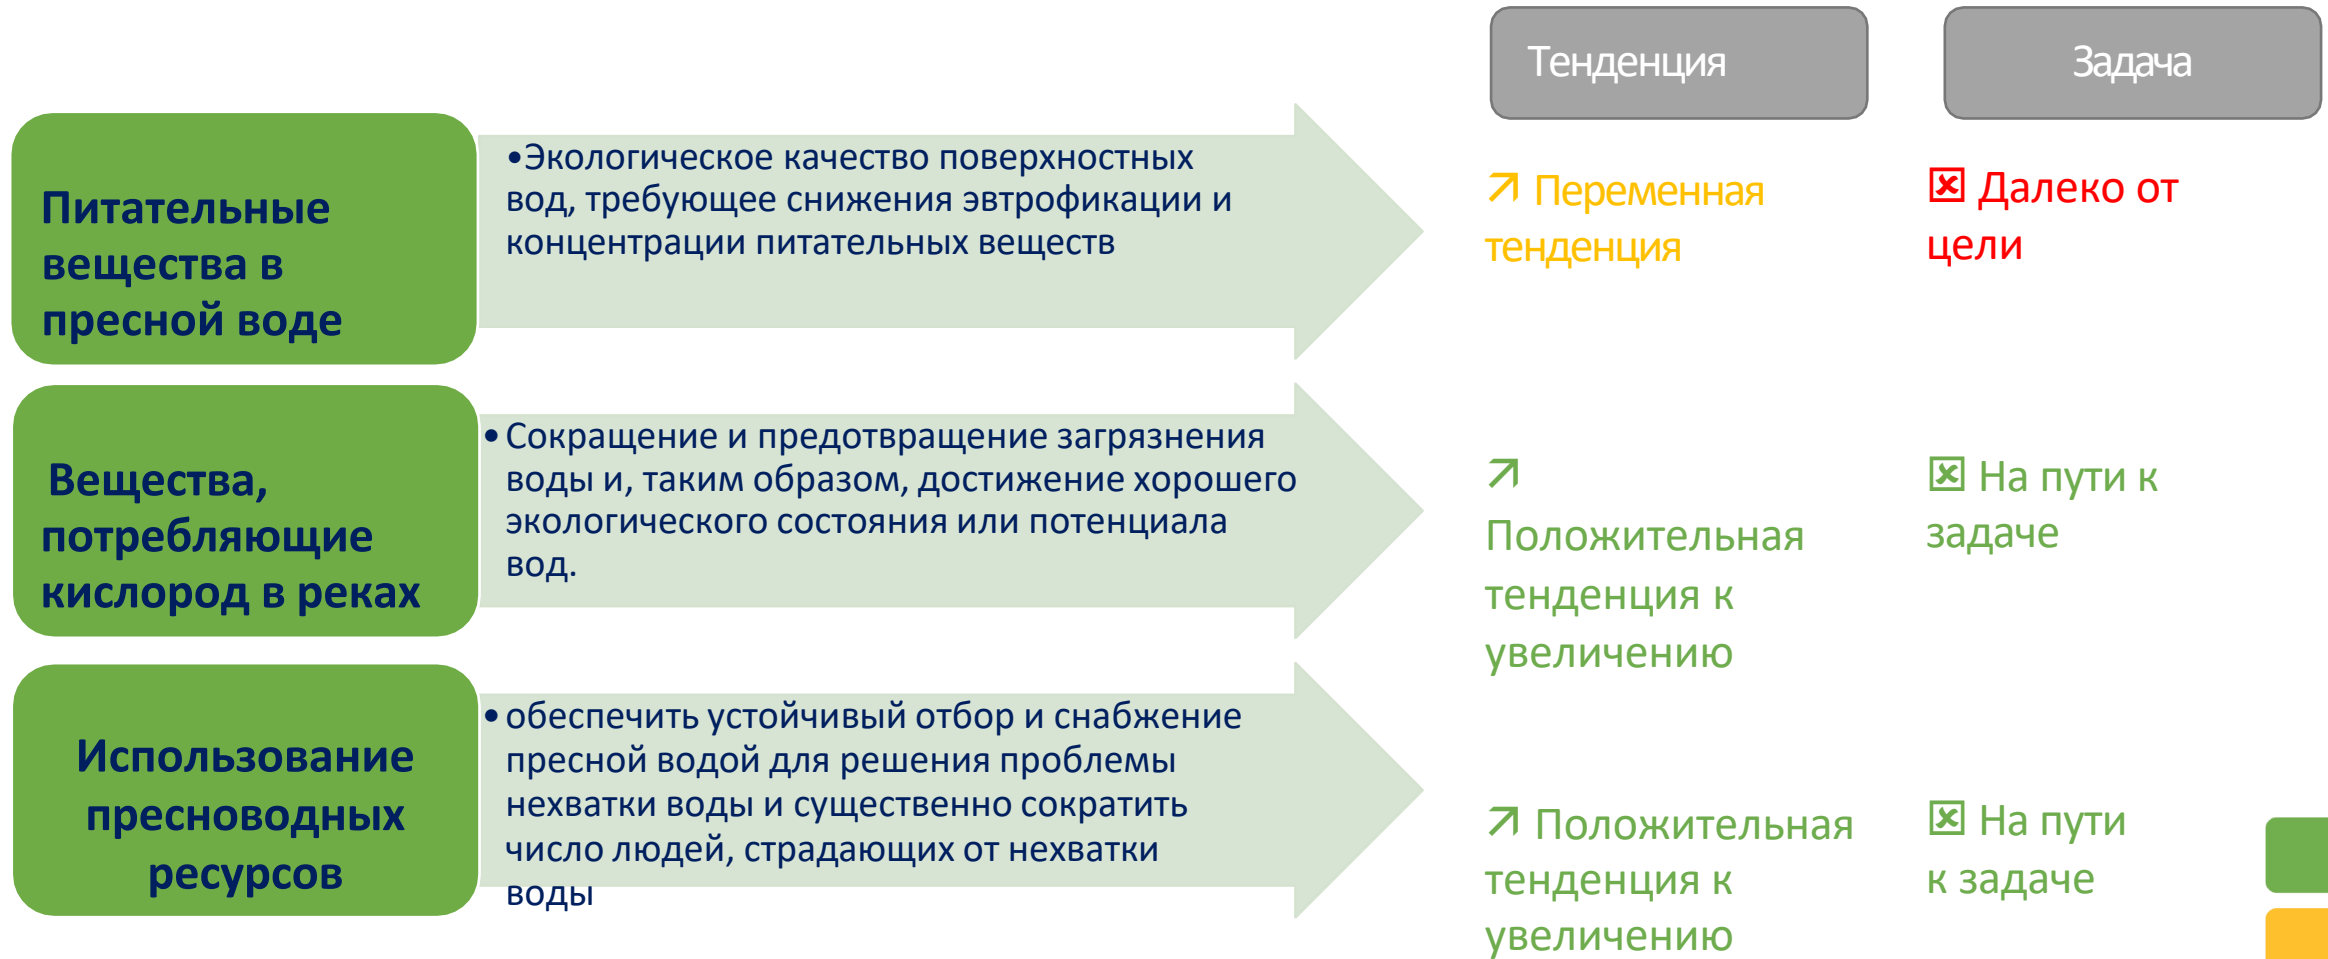 Тенденция
Задача
Питательные
вещества в
пресной воде
•Экологическое качество поверхностных
вод, требующее снижения эвтрофикации и
концентрации питательных веществ
↗ Переменная
тенденция
☒ Далеко от
цели
Вещества,
потребляющие
кислород в реках
• Сокращение и предотвращение загрязнения
воды и, таким образом, достижение хорошего
экологического состояния или потенциала
вод.
↗
Положительная
тенденция к
увеличению
☒ На пути к
задаче
Использование
пресноводных
ресурсов
• обеспечить устойчивый отбор и снабжение
пресной водой для решения проблемы
нехватки воды и существенно сократить
число людей, страдающих от нехватки
воды
↗ Положительная
тенденция к
увеличению
☒ На пути
к задаче